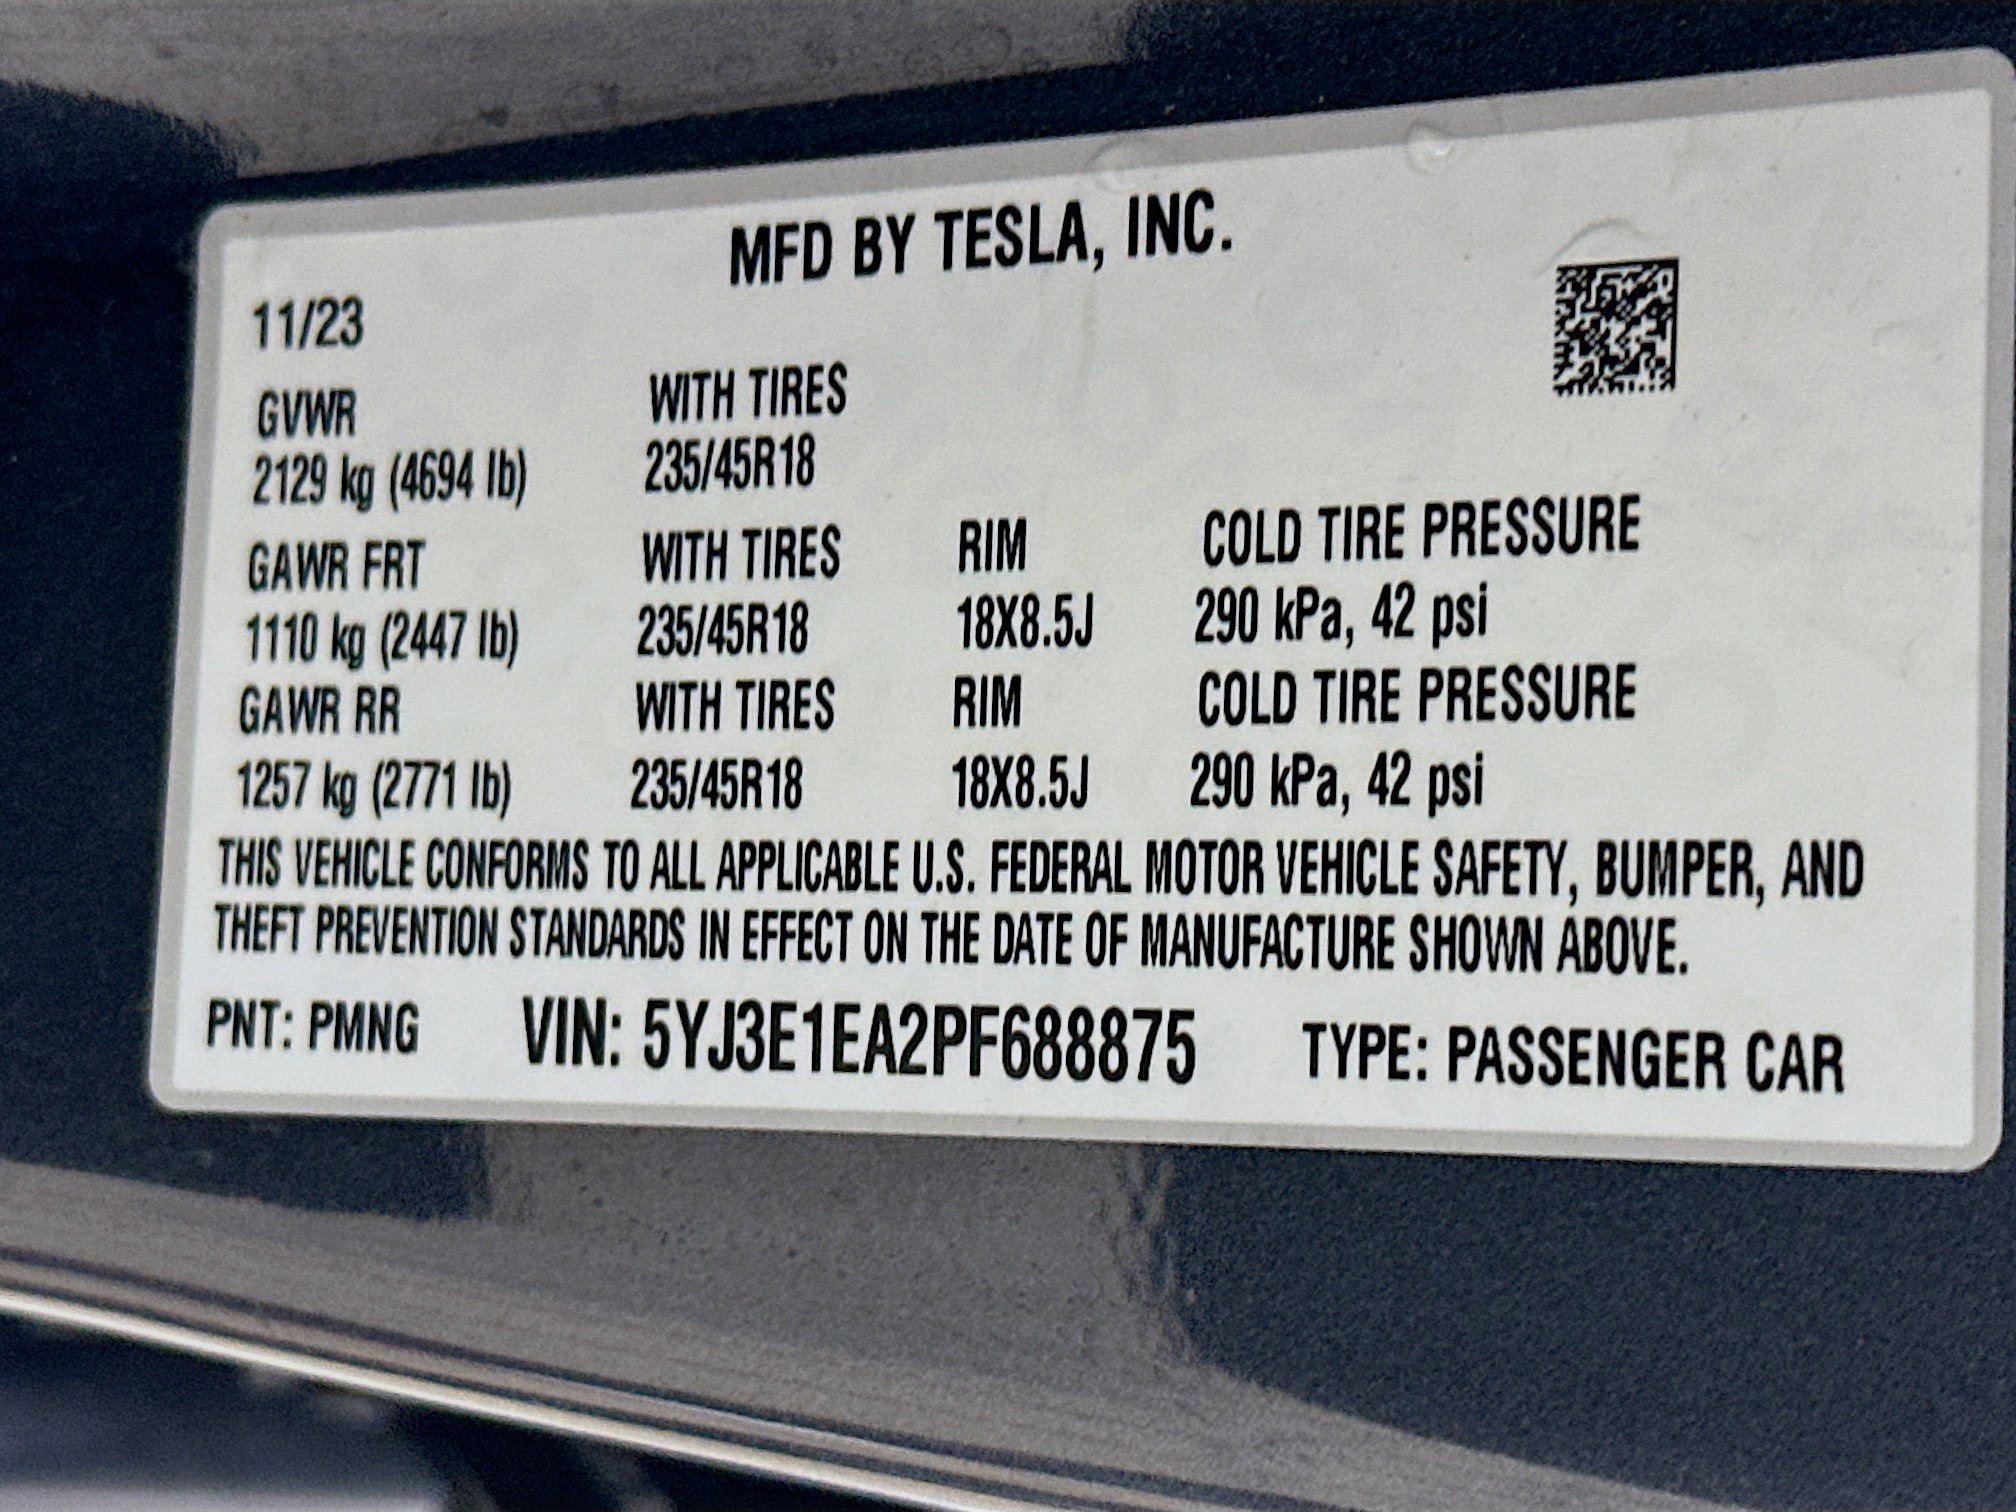 MFD BY TESLA, INC.
11/23
GVWR WITH TIRES
2129 kg (4694 lb) 235/45R18
GAWR FRT WITH TIRES RIM COLD TIRE PRESSURE
1110 kg (2447 lb) 235/45R18 18X8.5J 290 kPa, 42 psi
GAWR RR WITH TIRES RIM COLD TIRE PRESSURE
1257 kg (2771 lb) 235/45R18 18X8.5J 290 kPa, 42 psi
THIS VEHICLE CONFORMS TO ALL APPLICABLE U.S. FEDERAL MOTOR VEHICLE SAFETY, BUMPER, AND
THEFT PREVENTION STANDARDS IN EFFECT ON THE DATE OF MANUFACTURE SHOWN ABOVE.
PNT: PMNG VIN: 5YJ3E1EA2PF688875 TYPE: PASSENGER CAR